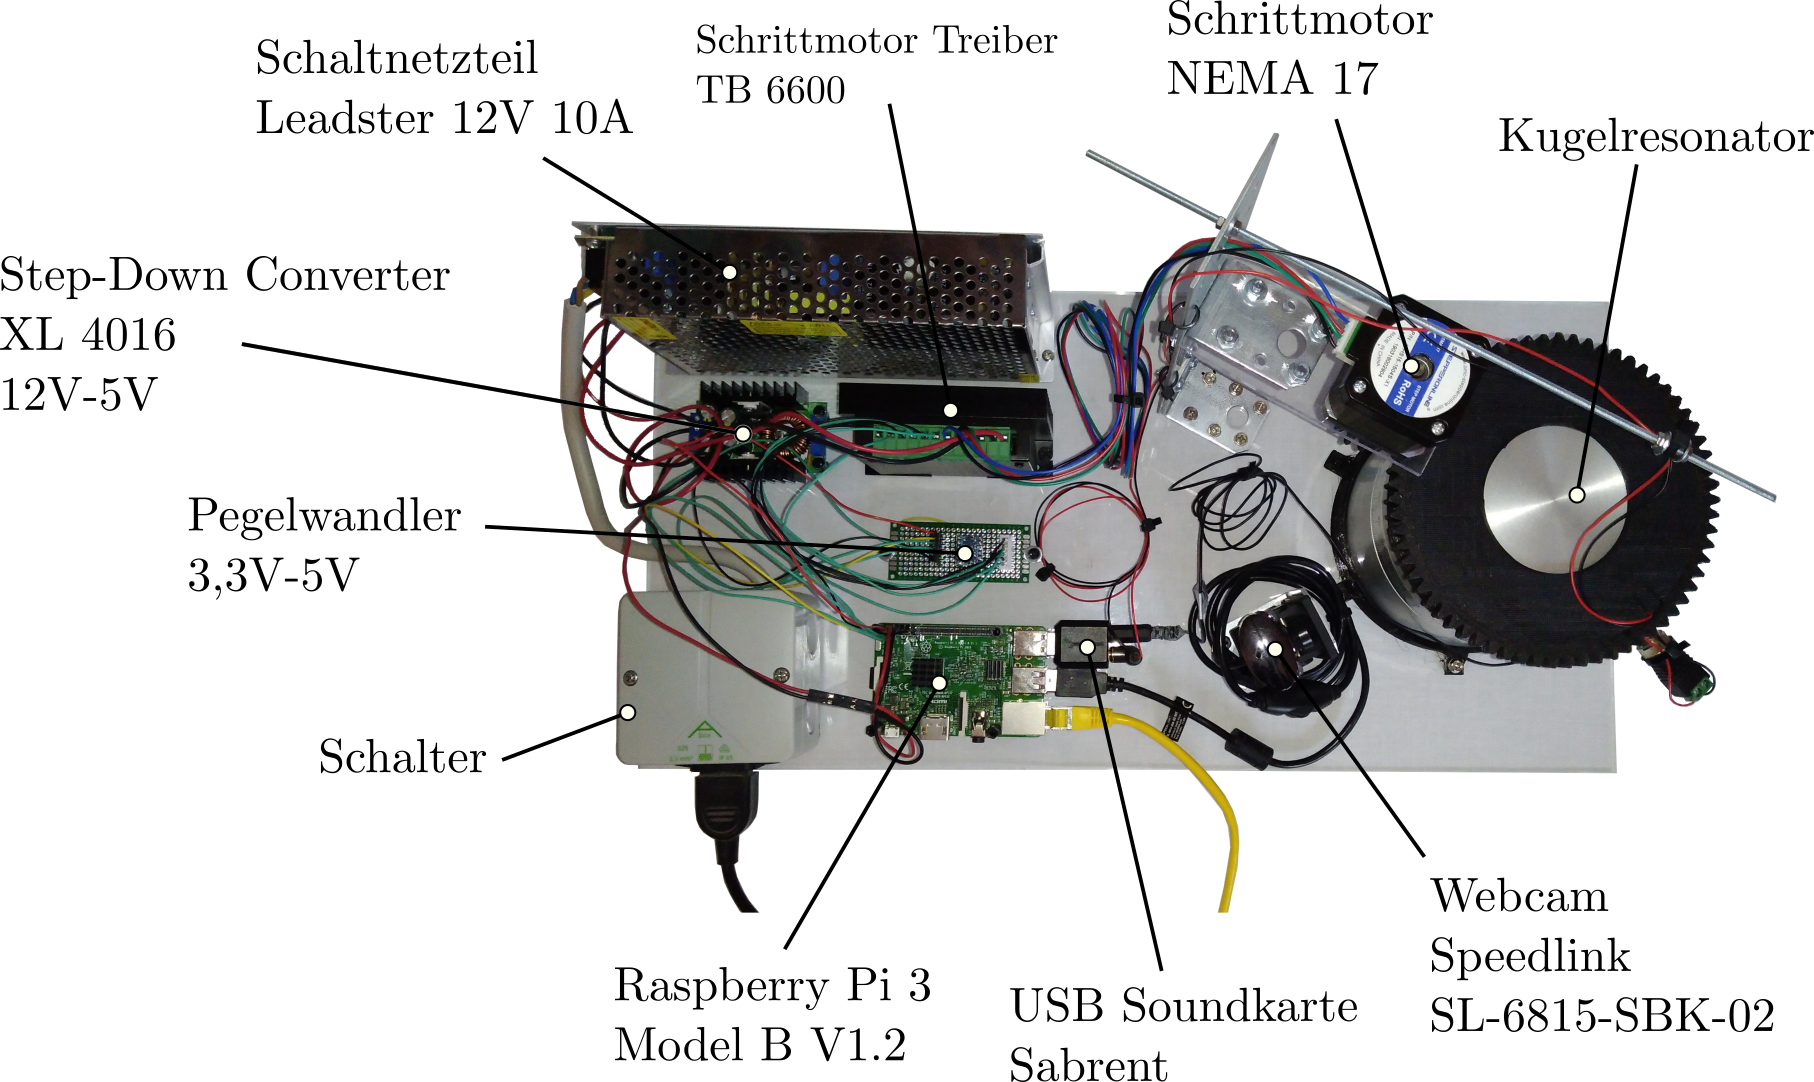 Schaltnetzteil
Leadster 12V 10A
Schrittmotor Treiber
TB 6600
Schrittmotor
NEMA 17
Kugelresonator
Step-Down Converter
XL 4016
12V-5V
Pegelwandler
3,3V-5V
Schalter
RoHS
Raspberry Pi 3
Model B V1.2
USB Soundkarte
Sabrent
Webcam
Speedlink
SL-6815-SBK-02